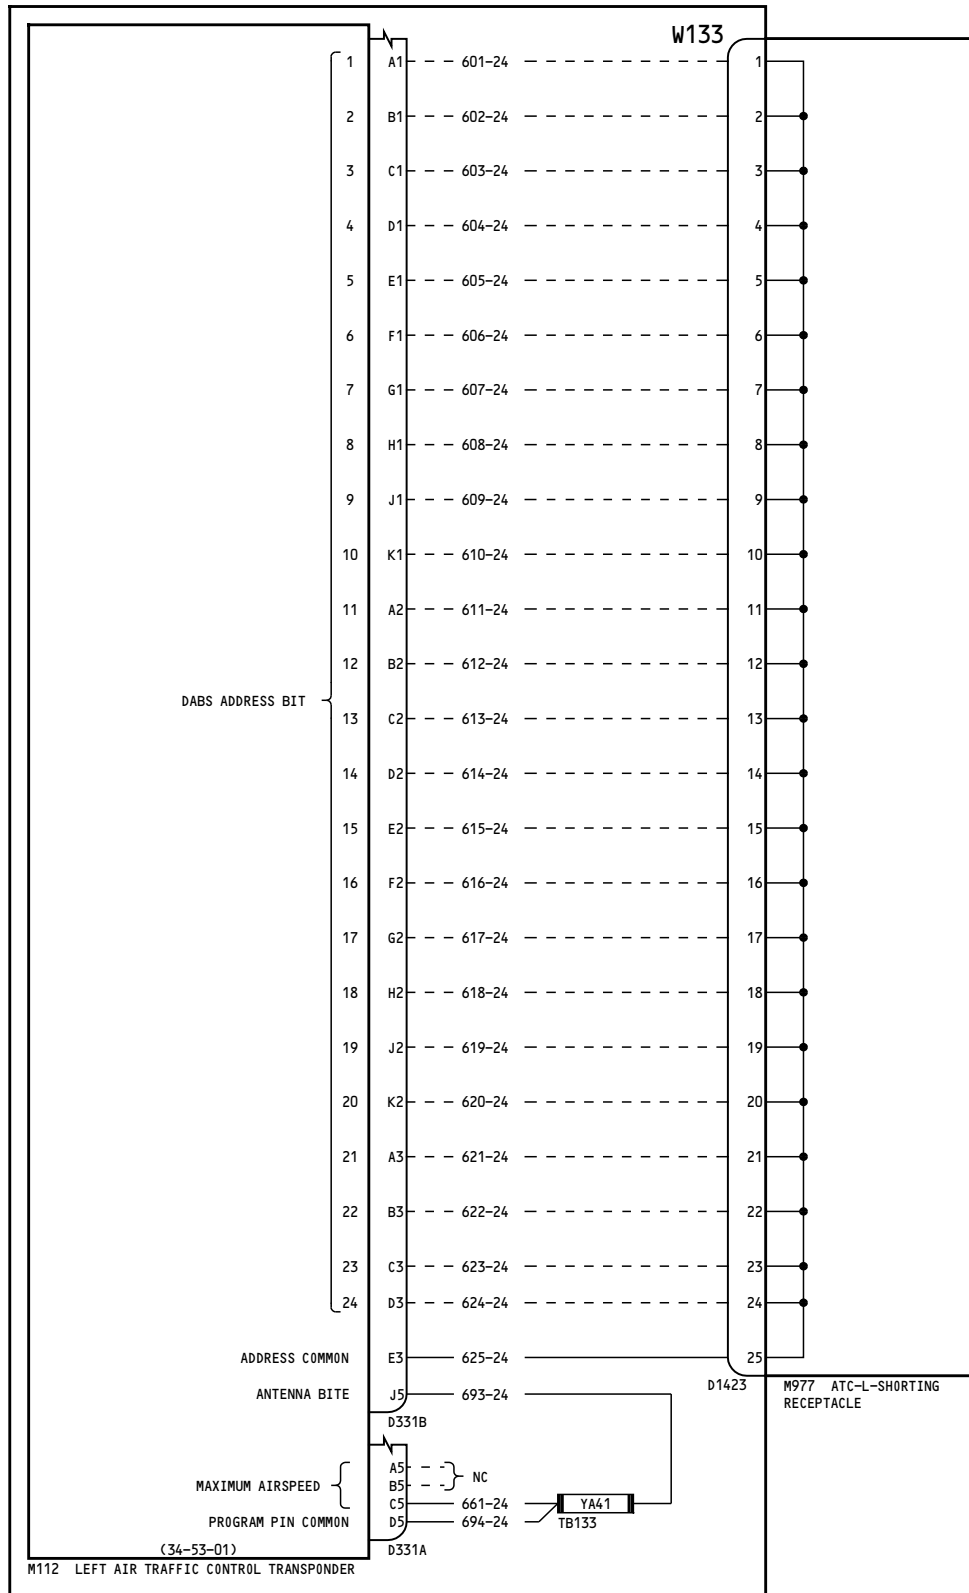 W133
1 A1 601-24 1
2 B1 602-24 2
3 C1 603-24 3
4 D1 604-24 4
5 E1 605-24 5
6 F1 606-24 6
7 G1 607-24 7
8 H1 608-24 8
9 J1 609-24 9
10 K1 610-24 10
11 A2 611-24 11
12 B2 612-24 12
DABS ADDRESS BIT
13 C2 613-24 13
14 D2 614-24 14
15 E2 615-24 15
16 F2 616-24 16
17 G2 617-24 17
18 H2 618-24 18
19 J2 619-24 19
20 K2 620-24 20
21 A3 621-24 21
22 B3 622-24 22
23 C3 623-24 23
24 D3 624-24 24
ADDRESS COMMON E3 625-24 25
D1423 M977 ATC-L-SHORTING
RECEPTACLE
ANTENNA BITE J5 693-24
D331B
A5
NC
MAXIMUM AIRSPEED B5
C5 661-24 YA41
PROGRAM PIN COMMON D5 694-24 TB133
(34-53-01) D331A
M112 LEFT AIR TRAFFIC CONTROL TRANSPONDER